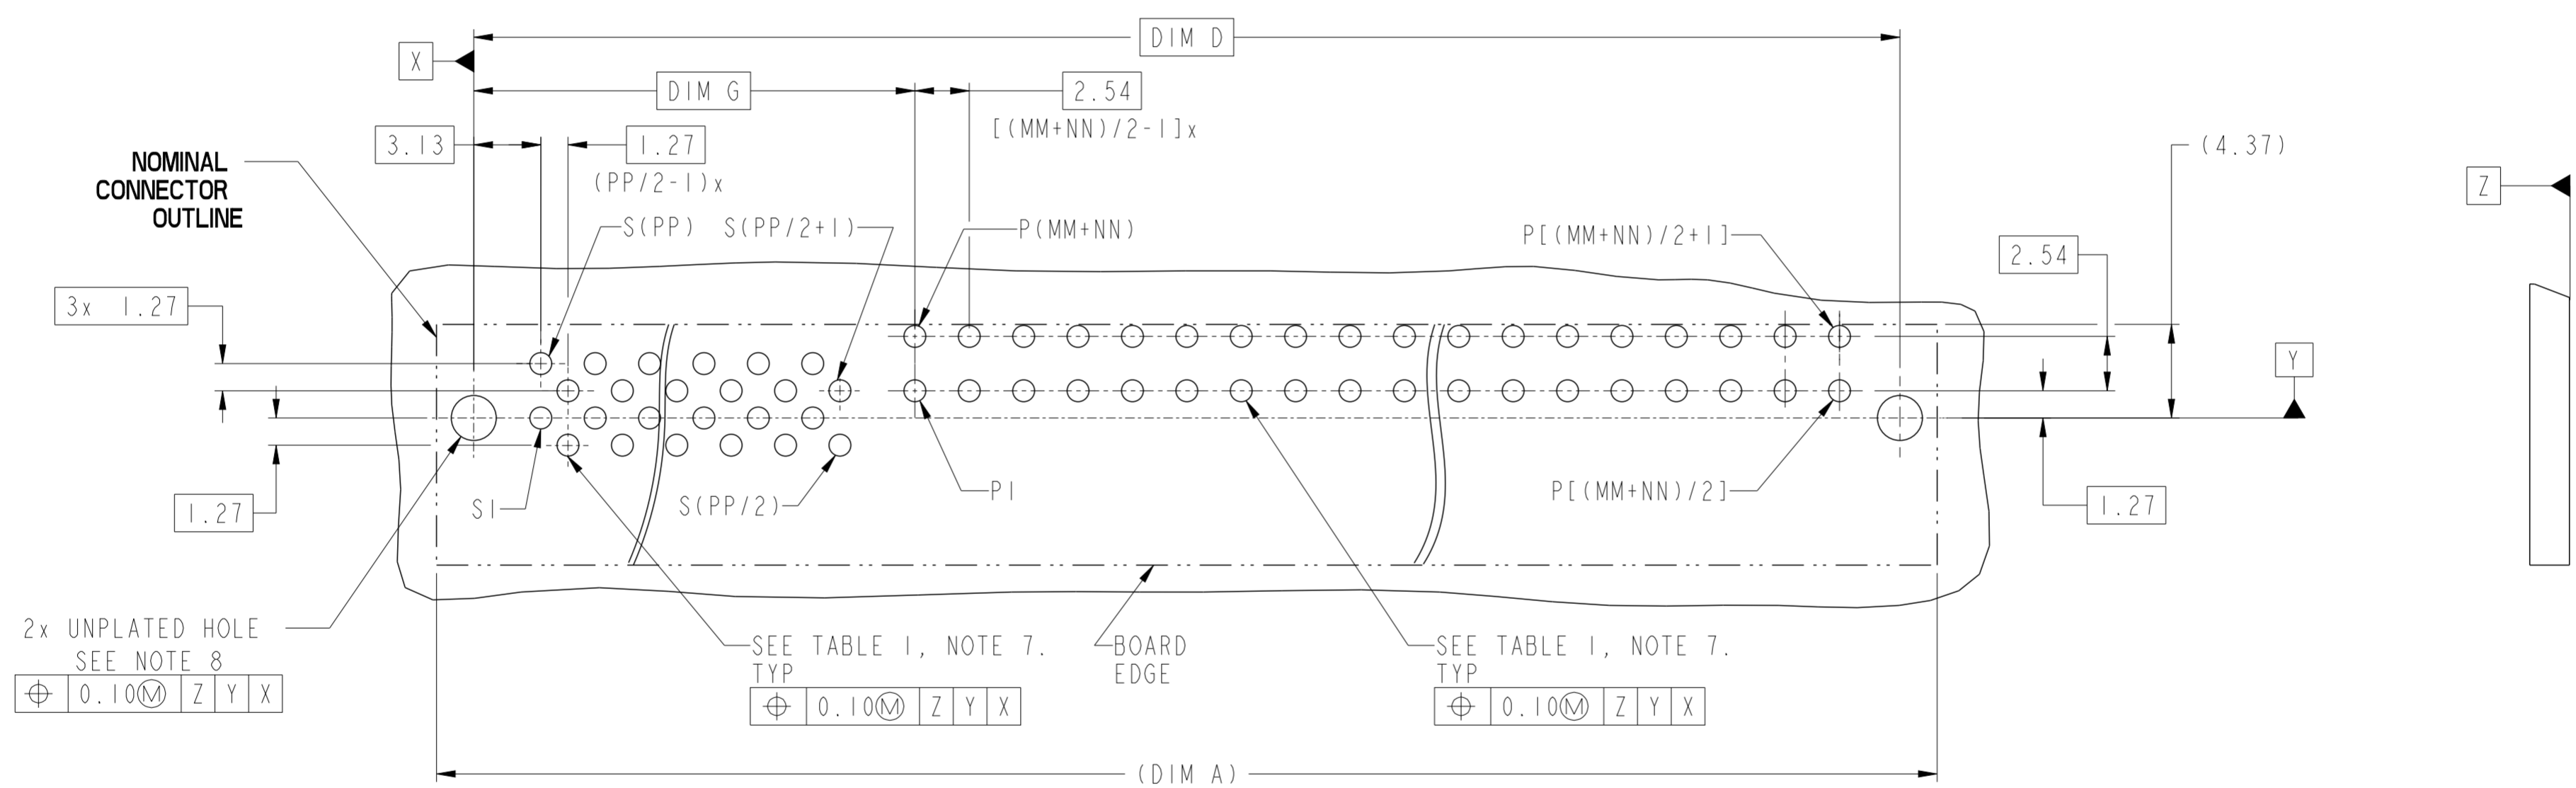 DIM D
X
DIM G
2.54
[(MM+NN)/2-1]x
3.13
1.27
(PP/2-1)x
(4.37)
NOMINAL
CONNECTOR
OUTLINE
Z
S(PP)
S(PP/2+1)
P(MM+NN)
P[(MM+NN)/2+1]
2.54
3x 1.27
Y
1.27
S1
S(PP/2)
P1
P[(MM+NN)/2]
1.27
2x UNPLATED HOLE
SEE NOTE 8
⌖ 0.10Ⓜ Z Y X
SEE TABLE 1, NOTE 7.
TYP
⌖ 0.10Ⓜ Z Y X
BOARD
EDGE
SEE TABLE 1, NOTE 7.
TYP
⌖ 0.10Ⓜ Z Y X
(DIM A)